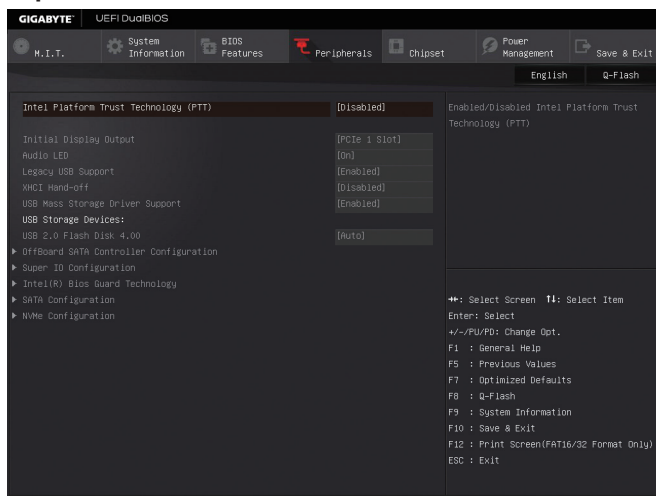 GIGABYTE™ UEFI DualBIOS
M.I.T.
System Information
BIOS Features
Peripherals
Chipset
Power Management
Save & Exit
English Q-Flash
Intel Platform Trust Technology (PTT) [Disabled]
Initial Display Output [PCIe 1 Slot]
Audio LED [On]
Legacy USB Support [Enabled]
XHCI Hand-off [Disabled]
USB Mass Storage Driver Support [Enabled]
USB Storage Devices:
USB 2.0 Flash Disk 4.00 [Auto]
OffBoard SATA Controller Configuration
Super IO Configuration
Intel(R) Bios Guard Technology
SATA Configuration
NVMe Configuration
Enabled/Disabled Intel Platform Trust
Technology (PTT)
→←: Select Screen ↑↓: Select Item
Enter: Select
+/-/PU/PD: Change Opt.
F1 : General Help
F5 : Previous Values
F7 : Optimized Defaults
F8 : Q-Flash
F9 : System Information
F10 : Save & Exit
F12 : Print Screen(FAT16/32 Format Only)
ESC : Exit